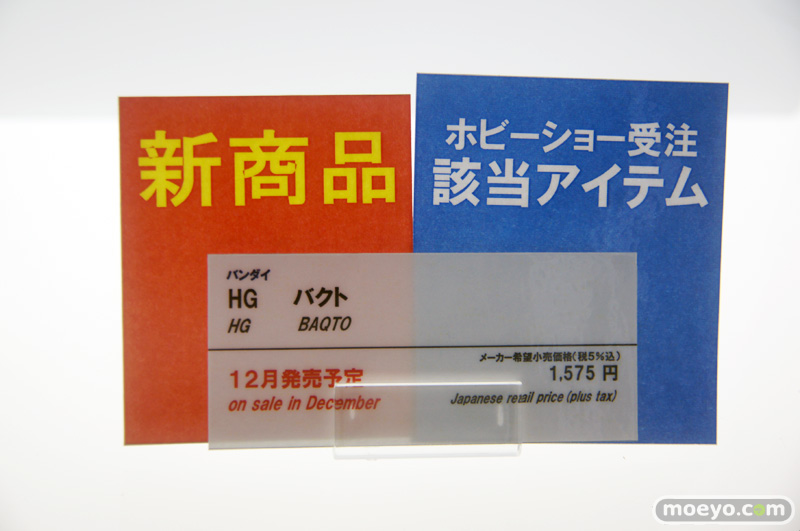 新商品
ホビーショー受注
該当アイテム
バンダイ
HG バクト
HG BAQTO
12月発売予定
on sale in December
メーカー希望小売価格(税5%込)
1,575 円
Japanese retail price (plus tax)
moeyo.com